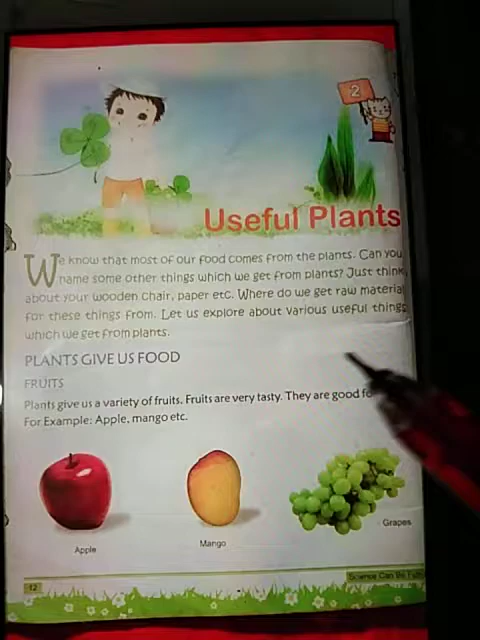 2
Useful Plants
We know that most of our food comes from the plants. Can you
name some other things which we get from plants? Just think
about your wooden chair, paper etc. Where do we get raw material
for these things from. Let us explore about various useful things
which we get from plants.
PLANTS GIVE US FOOD
FRUITS
Plants give us a variety of fruits. Fruits are very tasty. They are good
For Example: Apple, mango etc.
Apple
Mango
Grapes
12
Science Can Be Fun